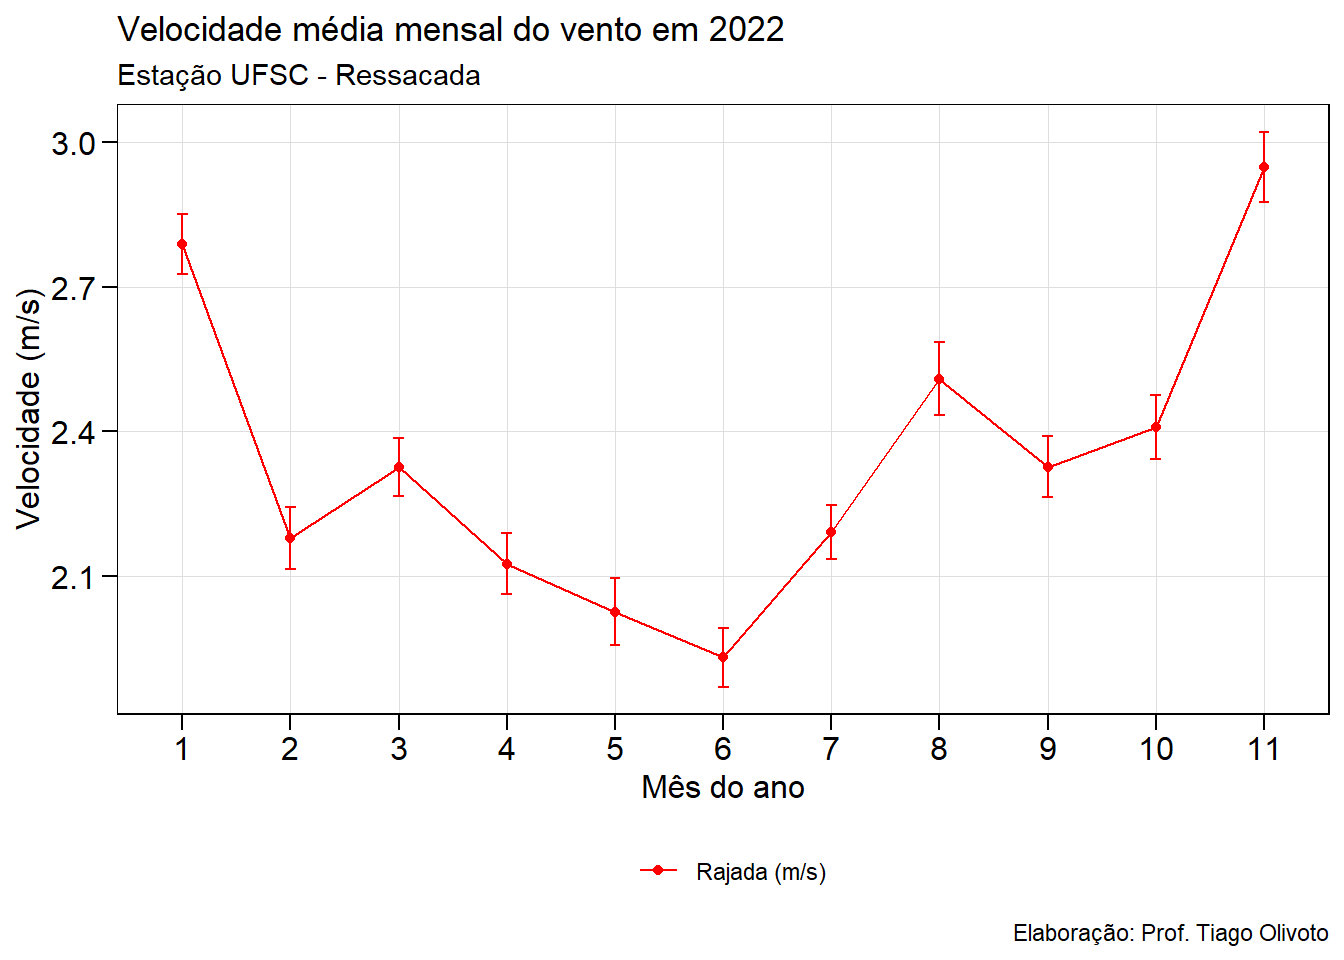 Velocidade média mensal do vento em 2022
Estação UFSC - Ressacada
Velocidade (m/s)
3.0
2.7
2.4
2.1
1 2 3 4 5 6 7 8 9 10 11
Mês do ano
Rajada (m/s)
Elaboração: Prof. Tiago Olivoto